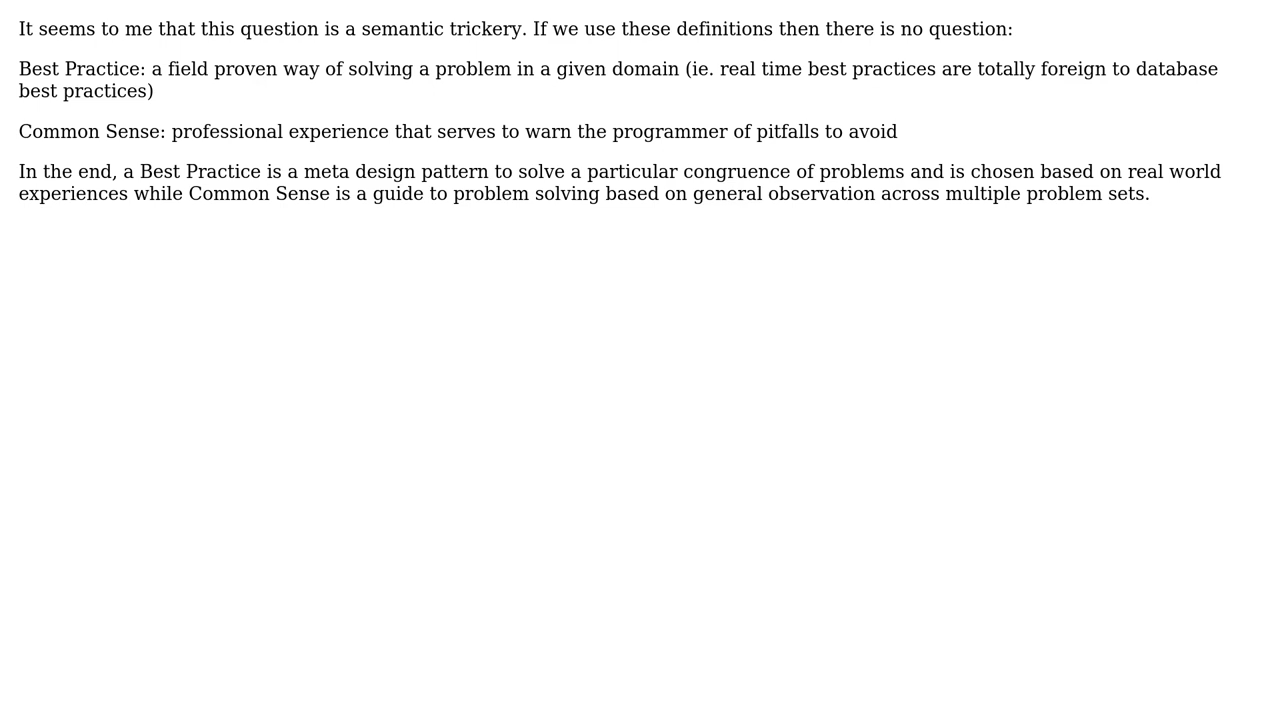 It seems to me that this question is a semantic trickery. If we use these definitions then there is no question:
Best Practice: a field proven way of solving a problem in a given domain (ie. real time best practices are totally foreign to database
best practices)
Common Sense: professional experience that serves to warn the programmer of pitfalls to avoid
In the end, a Best Practice is a meta design pattern to solve a particular congruence of problems and is chosen based on real world
experiences while Common Sense is a guide to problem solving based on general observation across multiple problem sets.